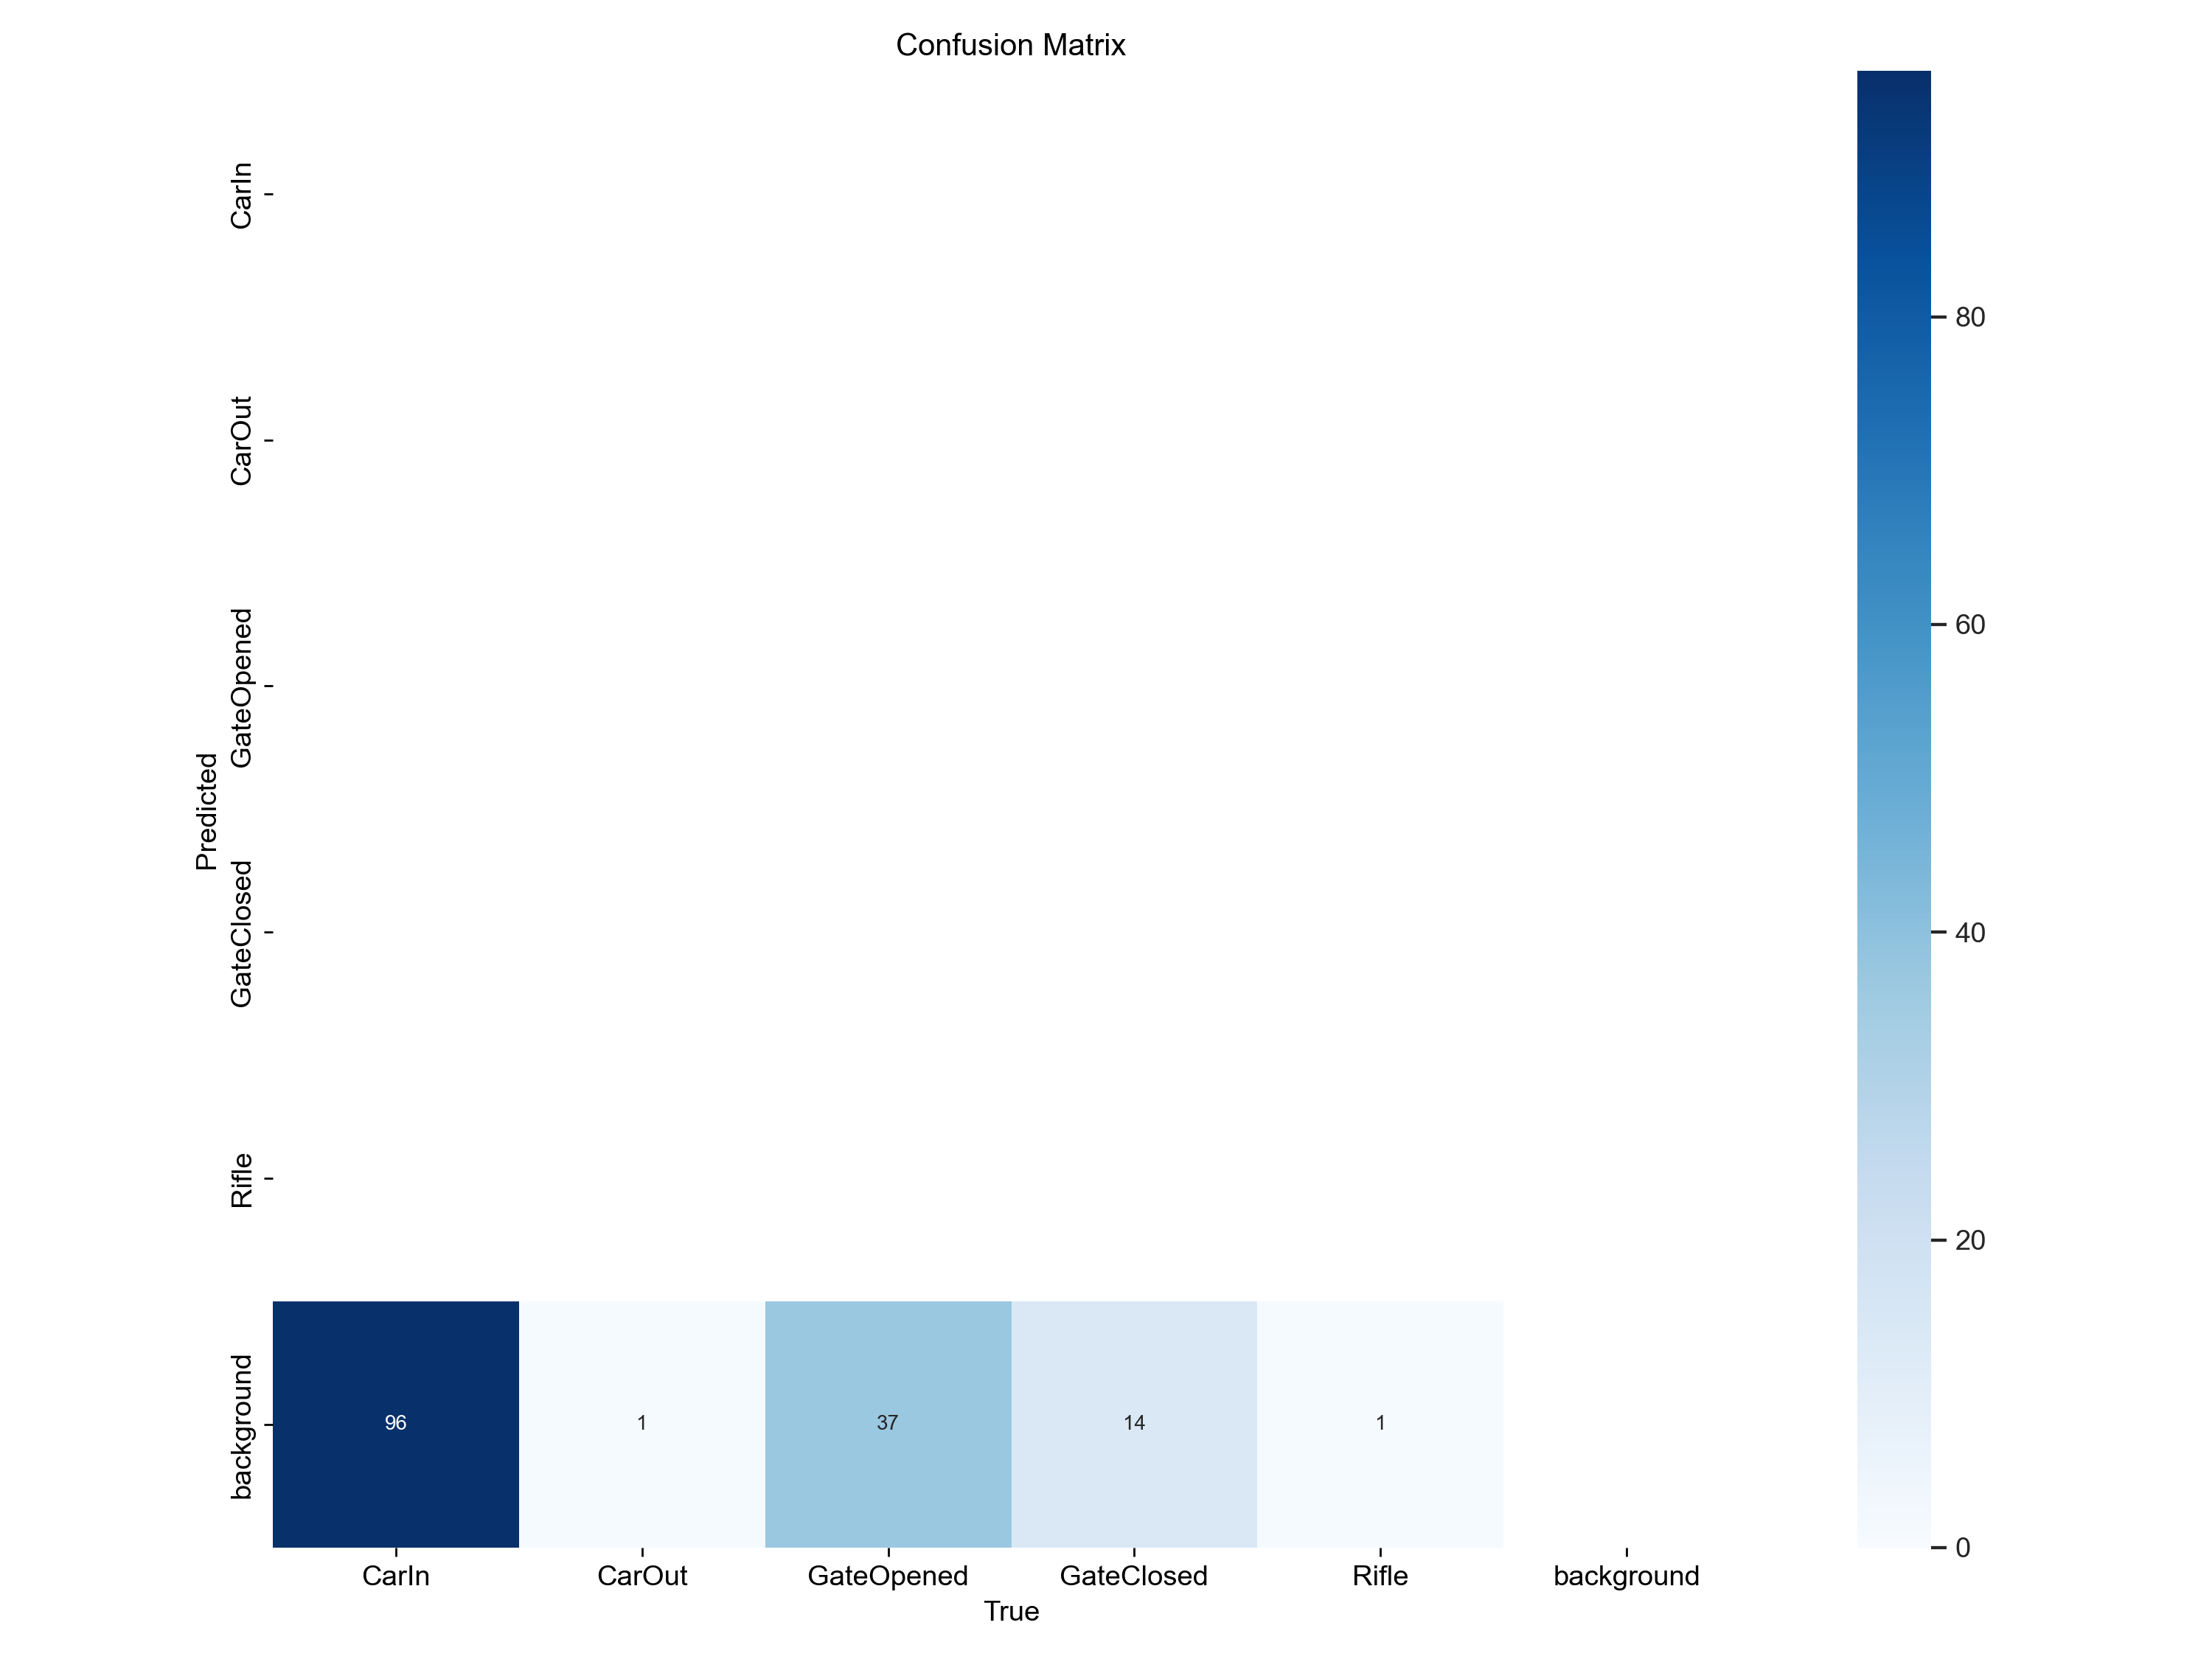 Confusion Matrix
CarIn
CarOut
GateOpened
GateClosed
Rifle
background
Predicted
96 1 37 14 1
CarIn CarOut GateOpened GateClosed Rifle background
True
80
60
40
20
0